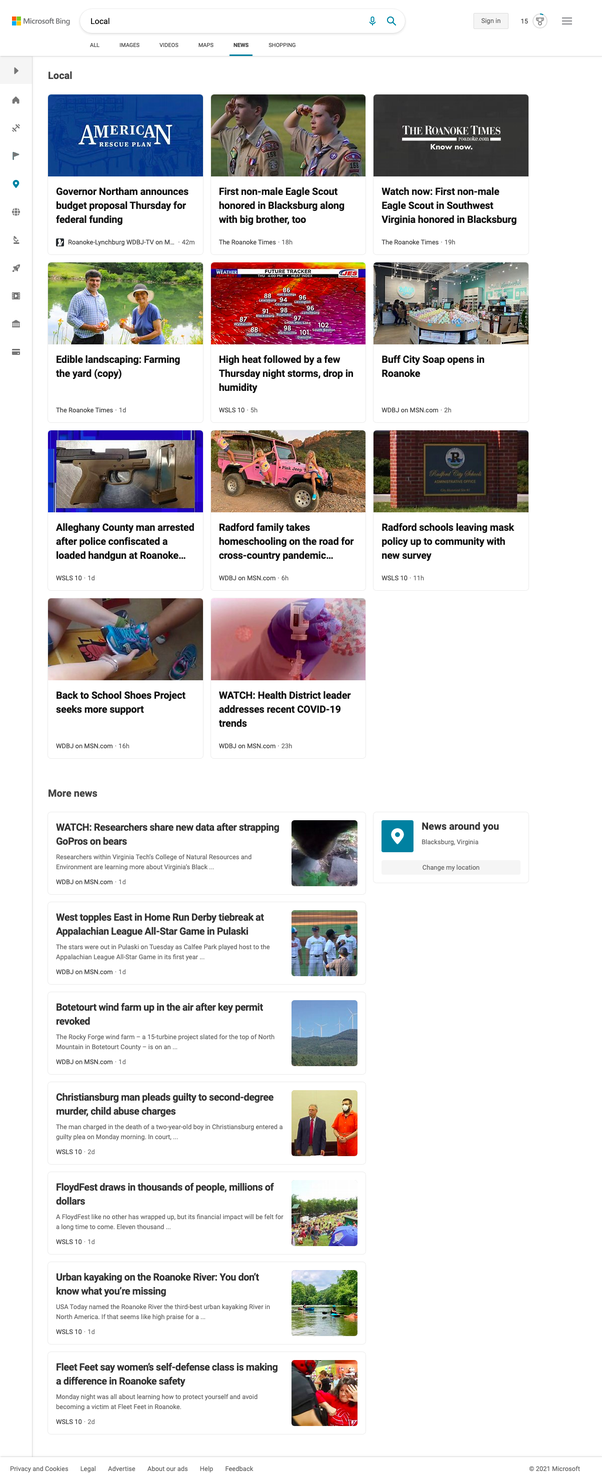 Microsoft Bing
Local
Sign in
15
ALL
IMAGES
VIDEOS
MAPS
NEWS
SHOPPING
Local
AMERICAN
RESCUE PLAN
Governor Northam announces
budget proposal Thursday for
federal funding
Roanoke-Lynchburg WDBJ-TV on M... · 42m
First non-male Eagle Scout
honored in Blacksburg along
with big brother, too
The Roanoke Times · 18h
THE ROANOKE TIMES
roanoke.com
Know now.
Watch now: First non-male
Eagle Scout in Southwest
Virginia honored in Blacksburg
The Roanoke Times · 19h
Edible landscaping: Farming
the yard (copy)
The Roanoke Times · 1d
WEATHER
FUTURE TRACKER
High heat followed by a few
Thursday night storms, drop in
humidity
WSLS 10 · 5h
Buff City Soap opens in
Roanoke
WDBJ on MSN.com · 2h
Alleghany County man arrested
after police confiscated a
loaded handgun at Roanoke...
WSLS 10 · 1d
Pink Jeep
Radford family takes
homeschooling on the road for
cross-country pandemic...
WDBJ on MSN.com · 6h
Radford City Schools
ADMINISTRATIVE OFFICE
Radford schools leaving mask
policy up to community with
new survey
WSLS 10 · 11h
Back to School Shoes Project
seeks more support
WDBJ on MSN.com · 16h
WATCH: Health District leader
addresses recent COVID-19
trends
WDBJ on MSN.com · 23h
More news
WATCH: Researchers share new data after strapping
GoPros on bears
Researchers within Virginia Tech's College of Natural Resources and
Environment are learning more about Virginia's Black ...
WDBJ on MSN.com · 1d
News around you
Blacksburg, Virginia
Change my location
West topples East in Home Run Derby tiebreak at
Appalachian League All-Star Game in Pulaski
The stars were out in Pulaski on Tuesday as Calfee Park played host to the
Appalachian League All-Star Game in its first year ...
WDBJ on MSN.com · 1d
Botetourt wind farm up in the air after key permit
revoked
The Rocky Forge wind farm – a 15-turbine project slated for the top of North
Mountain in Botetourt County – is on an ...
WDBJ on MSN.com · 1d
Christiansburg man pleads guilty to second-degree
murder, child abuse charges
The man charged in the death of a two-year-old boy in Christiansburg entered a
guilty plea on Monday morning. In court, ...
WSLS 10 · 2d
FloydFest draws in thousands of people, millions of
dollars
A FloydFest like no other has wrapped up, but its financial impact will be felt for
a long time to come. Eleven thousand ...
WSLS 10 · 1d
Urban kayaking on the Roanoke River: You don't
know what you're missing
USA Today named the Roanoke River the third-best urban kayaking River in
North America. If that seems like high praise for a ...
WSLS 10 · 1d
Fleet Feet say women's self-defense class is making
a difference in Roanoke safety
Monday night was all about learning how to protect yourself and avoid
becoming a victim at Fleet Feet in Roanoke.
WSLS 10 · 2d
Privacy and Cookies
Legal
Advertise
About our ads
Help
Feedback
© 2021 Microsoft